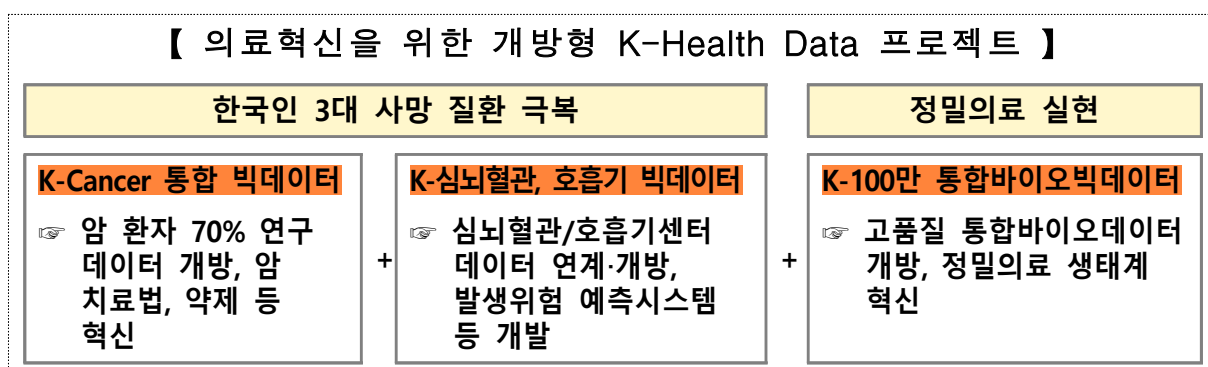 【 의료혁신을 위한 개방형 K-Health Data 프로젝트 】
한국인 3대 사망 질환 극복
정밀의료 실현
K-Cancer 통합 빅데이터
☞ 암 환자 70% 연구
데이터 개방, 암
치료법, 약제 등
혁신
+
K-심뇌혈관, 호흡기 빅데이터
☞ 심뇌혈관/호흡기센터
데이터 연계·개방,
발생위험 예측시스템
등 개발
+
K-100만 통합바이오빅데이터
☞ 고품질 통합바이오데이터
개방, 정밀의료 생태계
혁신